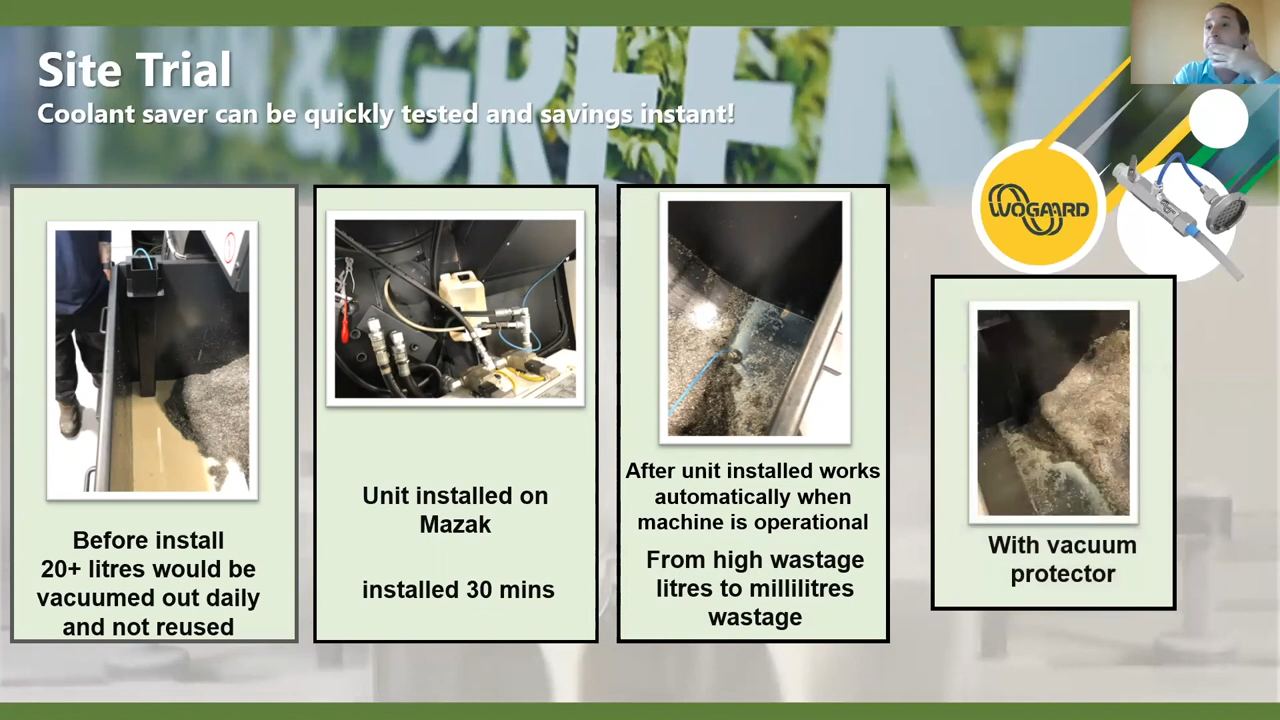 & GREEN
Site Trial
Coolant saver can be quickly tested and savings instant!
WOGAARD
Before install
20+ litres would be
vacuumed out daily
and not reused
Unit installed on
Mazak
installed 30 mins
After unit installed works
automatically when
machine is operational
From high wastage
litres to millilitres
wastage
With vacuum
protector